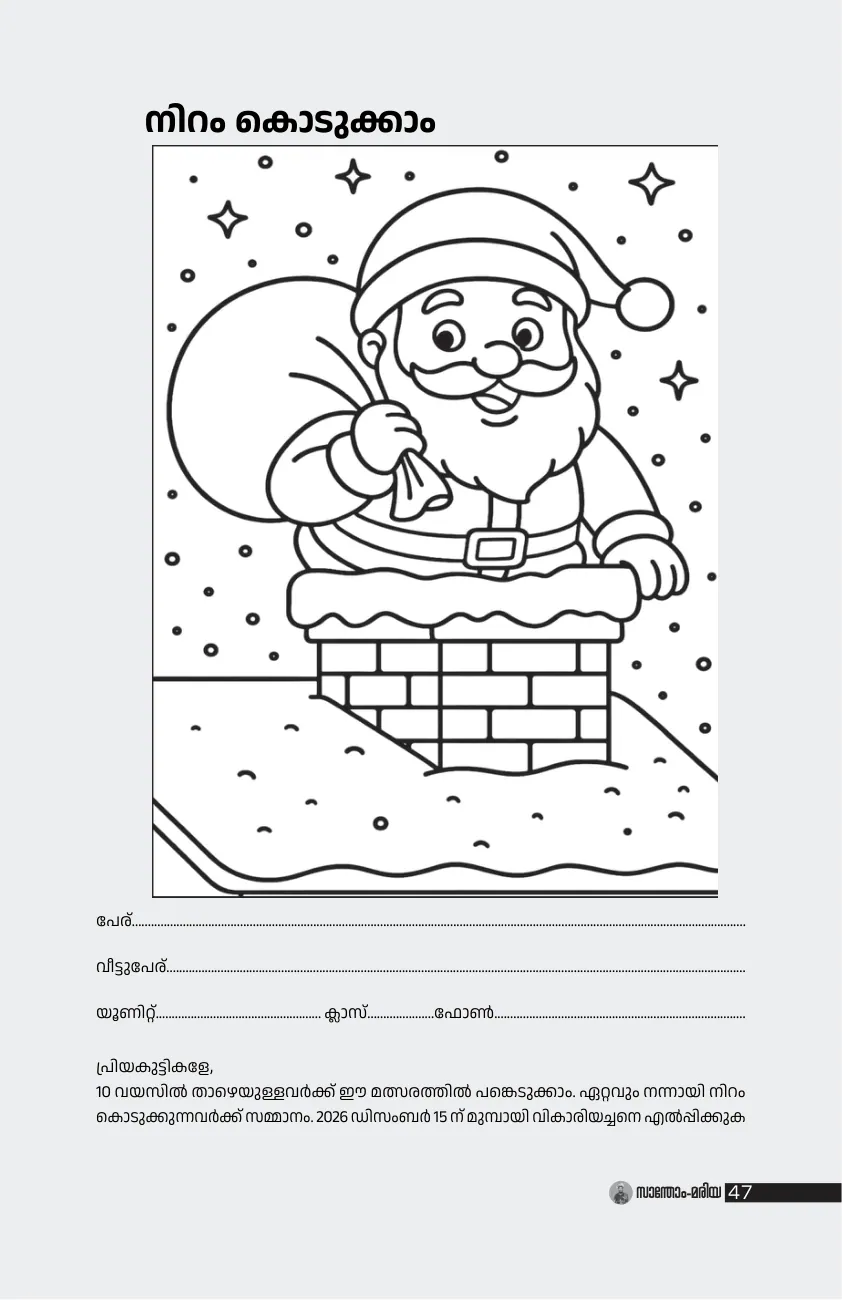 നിറം കൊടുക്കാം
പേര്....................................................................................................
വീട്ടുപേര്....................................................................................................
യൂണിറ്റ്.................................................... ക്ലാസ്.....................ഫോൺ..............................................................................
പ്രിയകുട്ടികളേ,
10 വയസിൽ താഴെയുള്ളവർക്ക് ഈ മത്സരത്തിൽ പങ്കെടുക്കാം. ഏറ്റവും നന്നായി നിറം
കൊടുക്കുന്നവർക്ക് സമ്മാനം. 2026 ഡിസംബർ 15 ന് മുമ്പായി വികാരിയച്ചനെ എൽപ്പിക്കുക
സാന്തോം-മരിയ 47